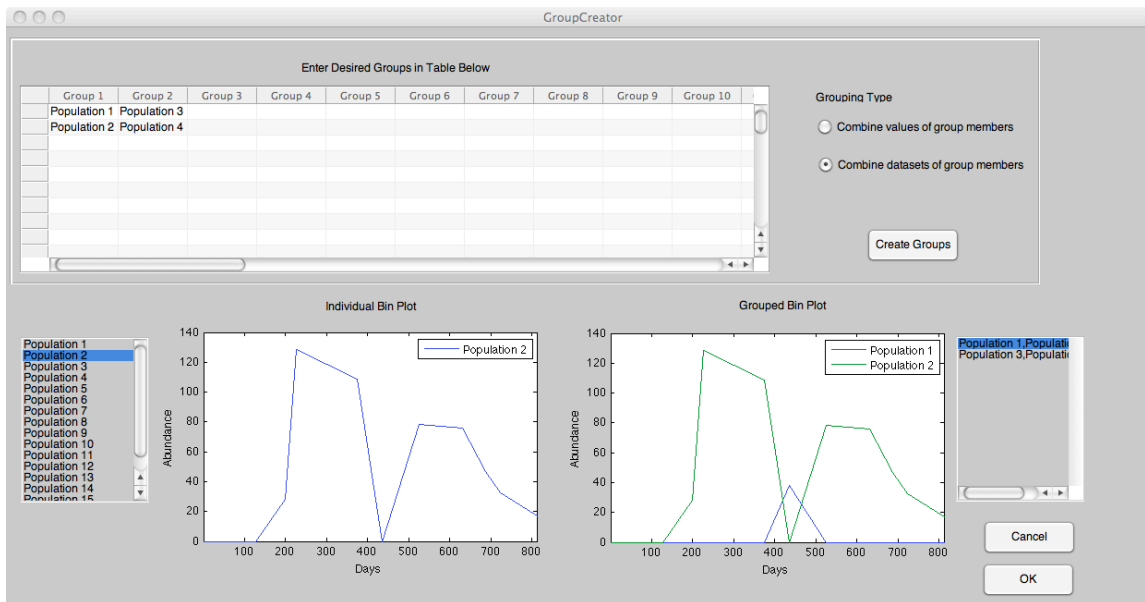 GroupCreator
Enter Desired Groups in Table Below
Group 1 Group 2 Group 3 Group 4 Group 5 Group 6 Group 7 Group 8 Group 9 Group 10
Population 1 Population 3
Population 2 Population 4
Grouping Type
Combine values of group members
Combine datasets of group members
Create Groups
Individual Bin Plot
Population 1
Population 2
Population 3
Population 4
Population 5
Population 6
Population 7
Population 8
Population 9
Population 10
Population 11
Population 12
Population 13
Population 14
Population 15
140
120
100
80
60
40
20
0
Abundance
Population 2
100 200 300 400 500 600 700 800
Days
Grouped Bin Plot
140
120
100
80
60
40
20
0
Abundance
Population 1
Population 2
100 200 300 400 500 600 700 800
Days
Population 1,Populatio
Population 3,Populatio
Cancel
OK